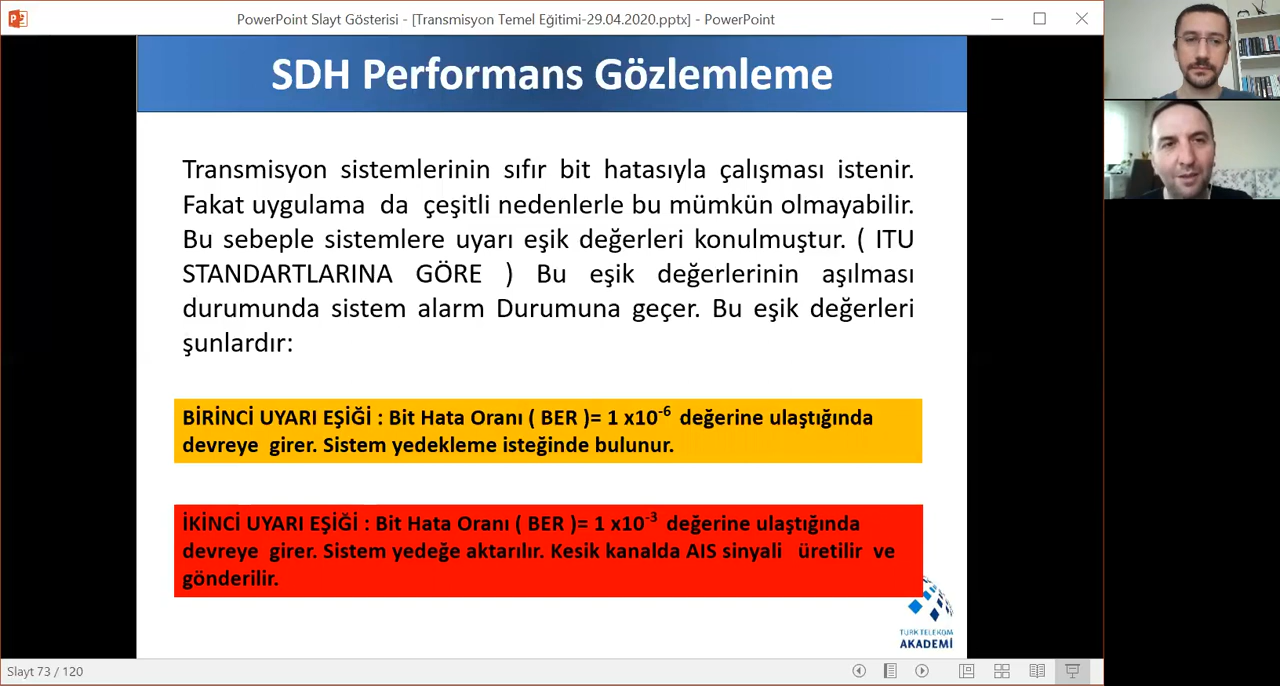 PowerPoint Slayt Gösterisi - [Transmisyon Temel Eğitimi-29.04.2020.pptx] - PowerPoint
SDH Performans Gözlemleme
Transmisyon sistemlerinin sıfır bit hatasıyla çalışması istenir.
Fakat uygulama da çeşitli nedenlerle bu mümkün olmayabilir.
Bu sebeple sistemlere uyarı eşik değerleri konulmuştur. ( ITU
STANDARTLARINA GÖRE ) Bu eşik değerlerinin aşılması
durumunda sistem alarm Durumuna geçer. Bu eşik değerleri
şunlardır:
BİRİNCİ UYARI EŞİĞİ : Bit Hata Oranı ( BER )= 1 x10⁻⁶ değerine ulaştığında
devreye girer. Sistem yedekleme isteğinde bulunur.
İKİNCİ UYARI EŞİĞİ : Bit Hata Oranı ( BER )= 1 x10⁻³ değerine ulaştığında
devreye girer. Sistem yedeğe aktarılır. Kesik kanalda AIS sinyali üretilir ve
gönderilir.
TÜRK TELEKOM
AKADEMİ
Slayt 73 / 120